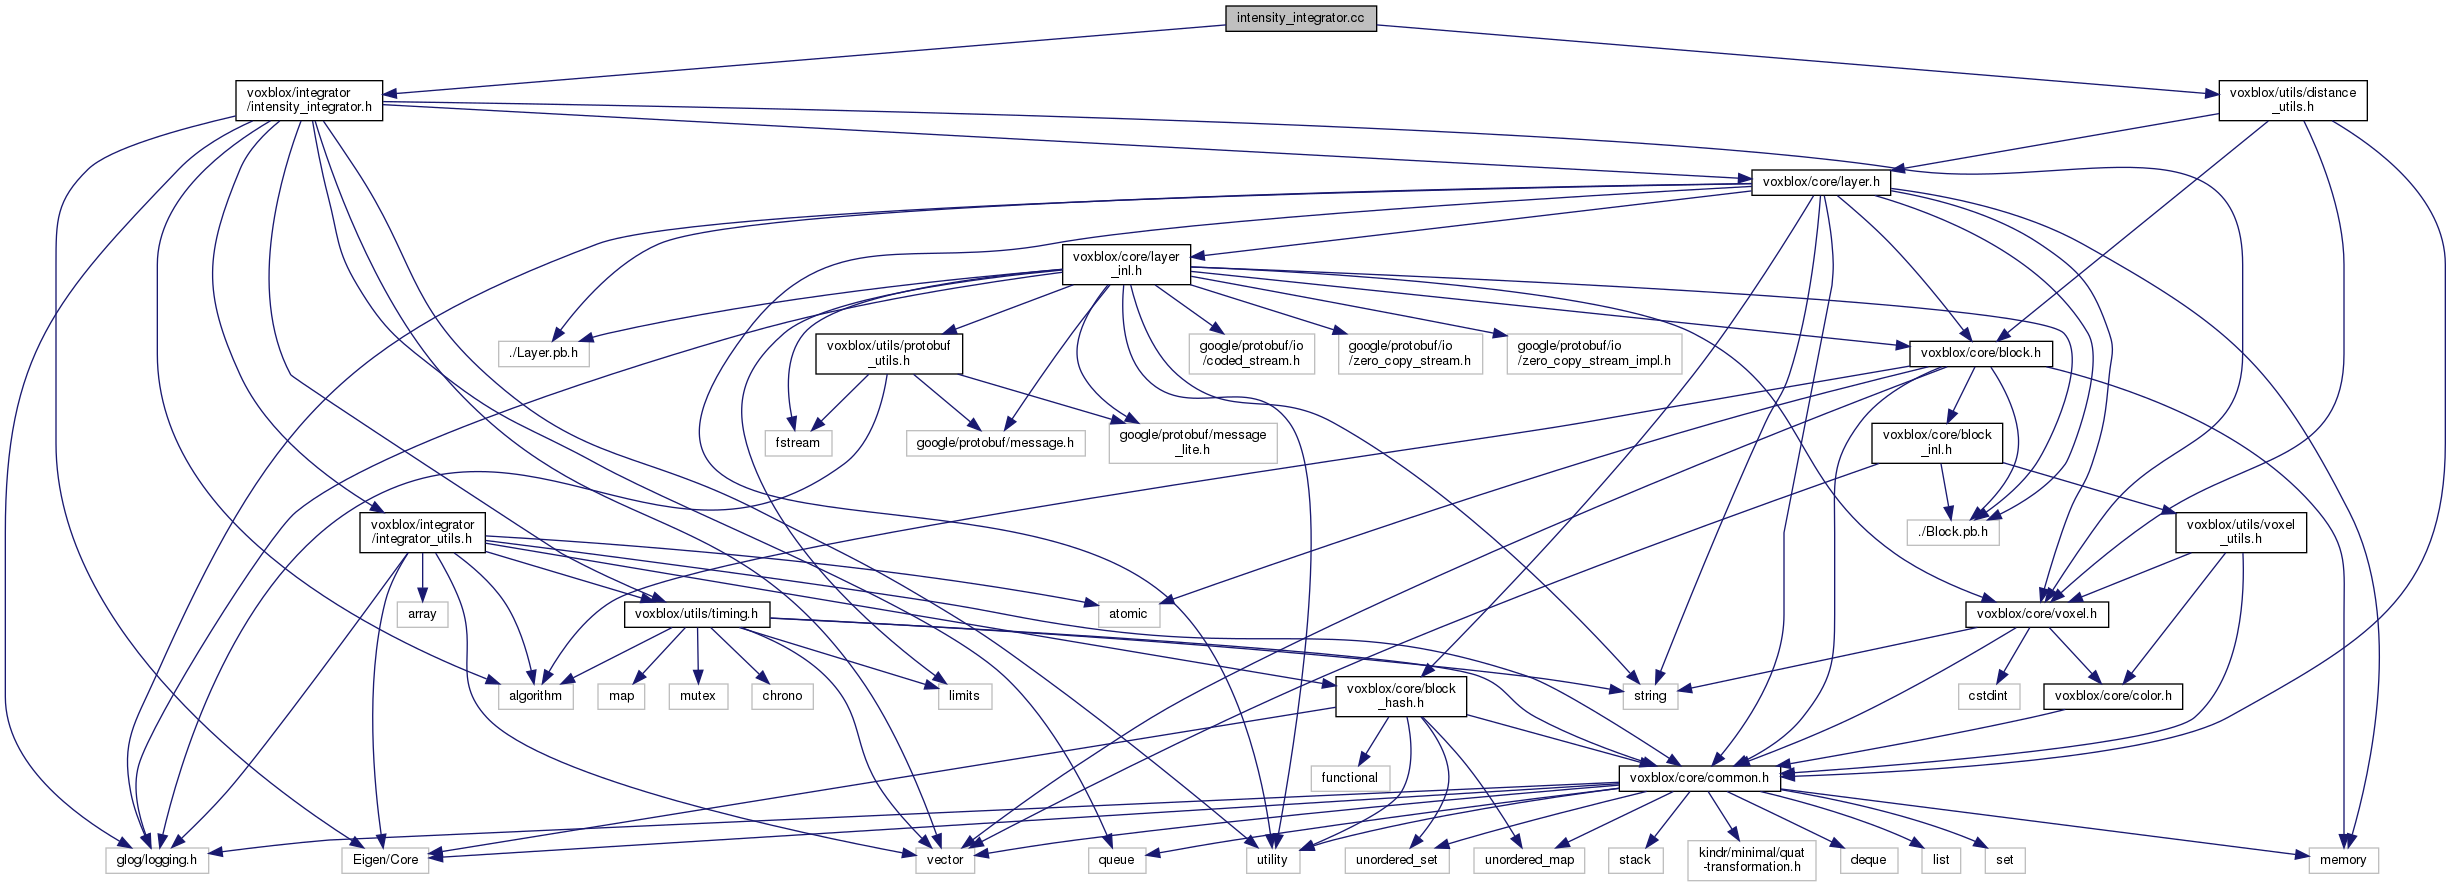 intensity_integrator.cc
voxblox/integrator
/intensity_integrator.h
voxblox/utils/distance
_utils.h
voxblox/core/layer.h
voxblox/core/layer
_inl.h
./Layer.pb.h
voxblox/utils/protobuf
_utils.h
google/protobuf/io
/coded_stream.h
google/protobuf/io
/zero_copy_stream.h
google/protobuf/io
/zero_copy_stream_impl.h
voxblox/core/block.h
fstream
google/protobuf/message.h
google/protobuf/message
_lite.h
voxblox/core/block
_inl.h
voxblox/integrator
/integrator_utils.h
./Block.pb.h
voxblox/utils/voxel
_utils.h
array
voxblox/utils/timing.h
atomic
voxblox/core/voxel.h
algorithm
map
mutex
chrono
limits
voxblox/core/block
_hash.h
string
cstdint
voxblox/core/color.h
functional
voxblox/core/common.h
glog/logging.h
Eigen/Core
vector
queue
utility
unordered_set
unordered_map
stack
kindr/minimal/quat
-transformation.h
deque
list
set
memory